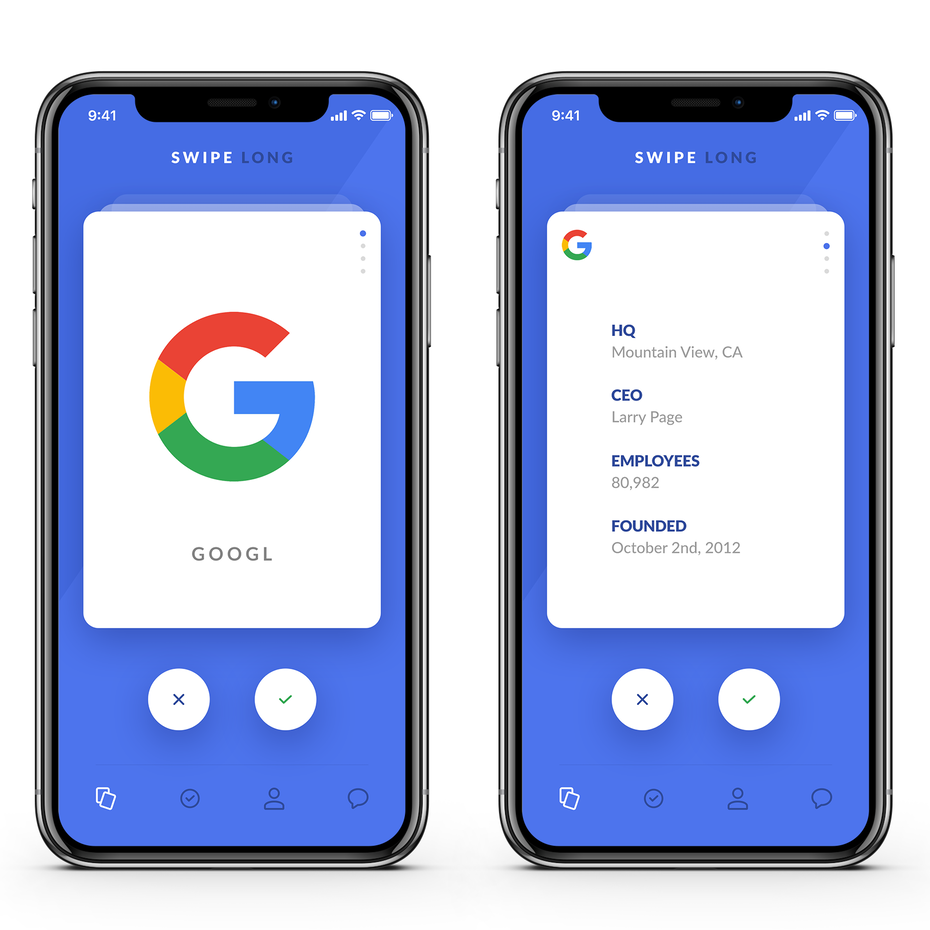 9:41
SWIPE LONG
GOOGL
9:41
SWIPE LONG
HQ
Mountain View, CA
CEO
Larry Page
EMPLOYEES
80,982
FOUNDED
October 2nd, 2012